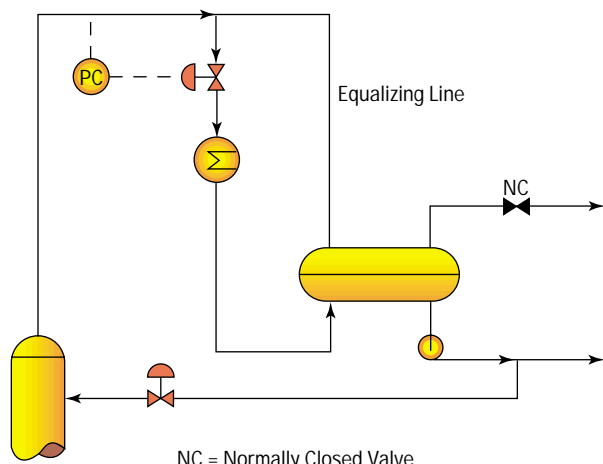 PC
Equalizing Line
NC
NC = Normally Closed Valve